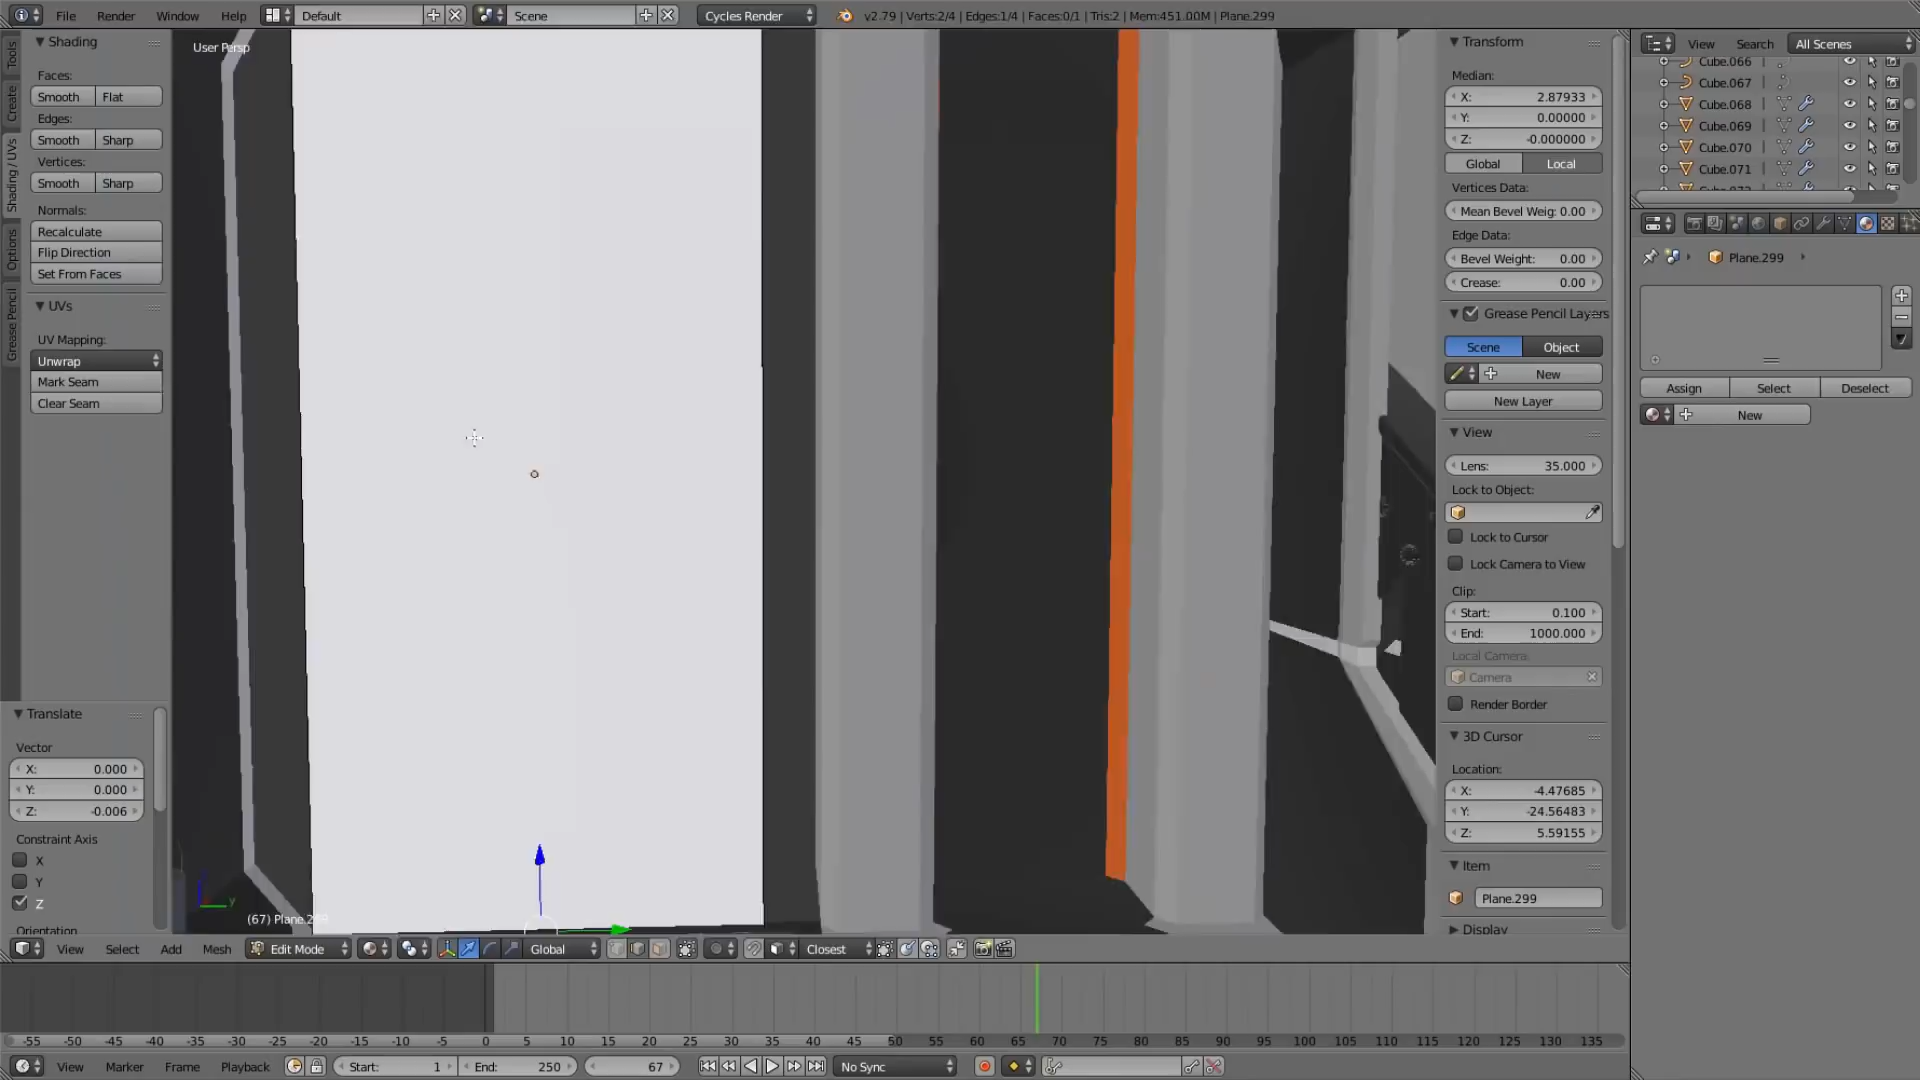 File Render Window Help Default Scene Cycles Render v2.79 | Verts:2/4 | Edges:1/4 | Faces:0/1 | Tris:2 | Mem:451.00M | Plane.299
Tools
Create
Shading / UVs
Options
Grease Pencil
Shading
Faces:
Smooth Flat
Edges:
Smooth Sharp
Vertices:
Smooth Sharp
Normals:
Recalculate
Flip Direction
Set From Faces
UVs
UV Mapping:
Unwrap
Mark Seam
Clear Seam
Translate
Vector
X: 0.000
Y: 0.000
Z: -0.006
Constraint Axis
X
Y
Z
Orientation
User Persp
(67) Plane.299
Transform
Median:
X: 2.87933
Y: 0.00000
Z: -0.000000
Global Local
Vertices Data:
Mean Bevel Weig: 0.00
Edge Data:
Bevel Weight: 0.00
Crease: 0.00
Grease Pencil Layers
Scene Object
New
New Layer
View
Lens: 35.000
Lock to Object:
Lock to Cursor
Lock Camera to View
Clip:
Start: 0.100
End: 1000.000
Local Camera:
Camera
Render Border
3D Cursor
Location:
X: -4.47685
Y: -24.56483
Z: 5.59155
Item
Plane.299
Display
View Search All Scenes
Cube.066
Cube.067
Cube.068
Cube.069
Cube.070
Cube.071
Plane.299
Assign Select Deselect
New
View Select Add Mesh Edit Mode Global Closest
-55 -50 -45 -40 -35 -30 -25 -20 -15 -10 -5 0 5 10 15 20 25 30 35 40 45 50 55 60 65 70 75 80 85 90 95 100 105 110 115 120 125 130 135
View Marker Frame Playback Start: 1 End: 250 67 No Sync